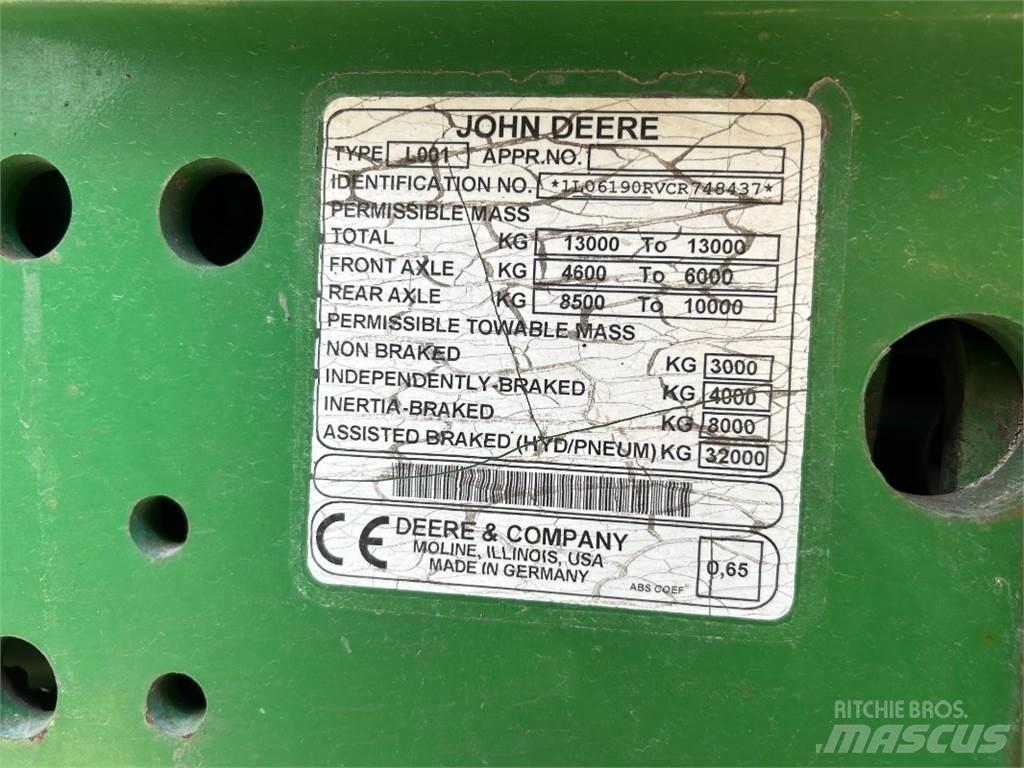 JOHN DEERE
TYPE L001 APPR.NO.
IDENTIFICATION NO. *1L06190RVCR748437*
PERMISSIBLE MASS
TOTAL KG 13000 To 13000
FRONT AXLE KG 4600 To 6000
REAR AXLE KG 8500 To 10000
PERMISSIBLE TOWABLE MASS
NON BRAKED KG 3000
INDEPENDENTLY-BRAKED KG 4000
INERTIA-BRAKED KG 8000
ASSISTED BRAKED (HYD/PNEUM) KG 32000
CE DEERE & COMPANY
MOLINE, ILLINOIS, USA
MADE IN GERMANY
ABS COEF 0,65
RITCHIE BROS.
MASCUS